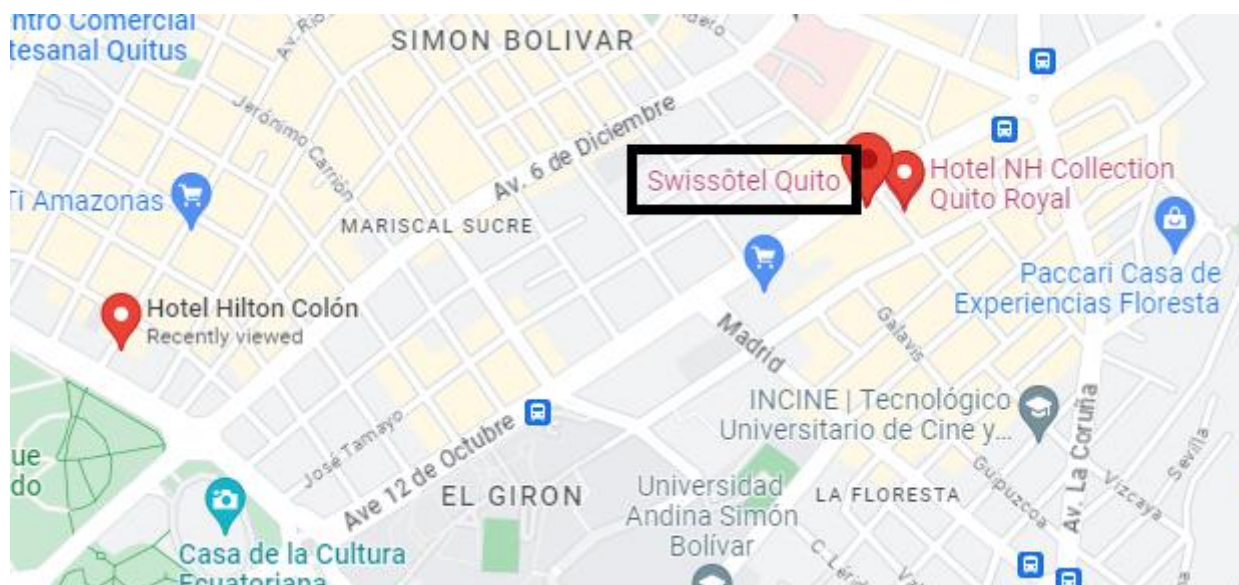 ntro Comercial
tesanal Quitus
SIMON BOLIVAR
Jerónimo Carrión
Av. 6 de Diciembre
Swissôtel Quito
Hotel NH Collection
Quito Royal
Ti Amazonas
MARISCAL SUCRE
Paccari Casa de
Experiencias Floresta
Hotel Hilton Colón
Recently viewed
Madrid
Galavis
INCINE | Tecnológico
Universitario de Cine y...
Av. La Coruña
Sevilla
José Tamayo
Ave 12 de Octubre
EL GIRON
Universidad
Andina Simón
Bolívar
LA FLORESTA
Guipuzcoa
Vizcaya
ue
do
Casa de la Cultura
Ecuatoriana